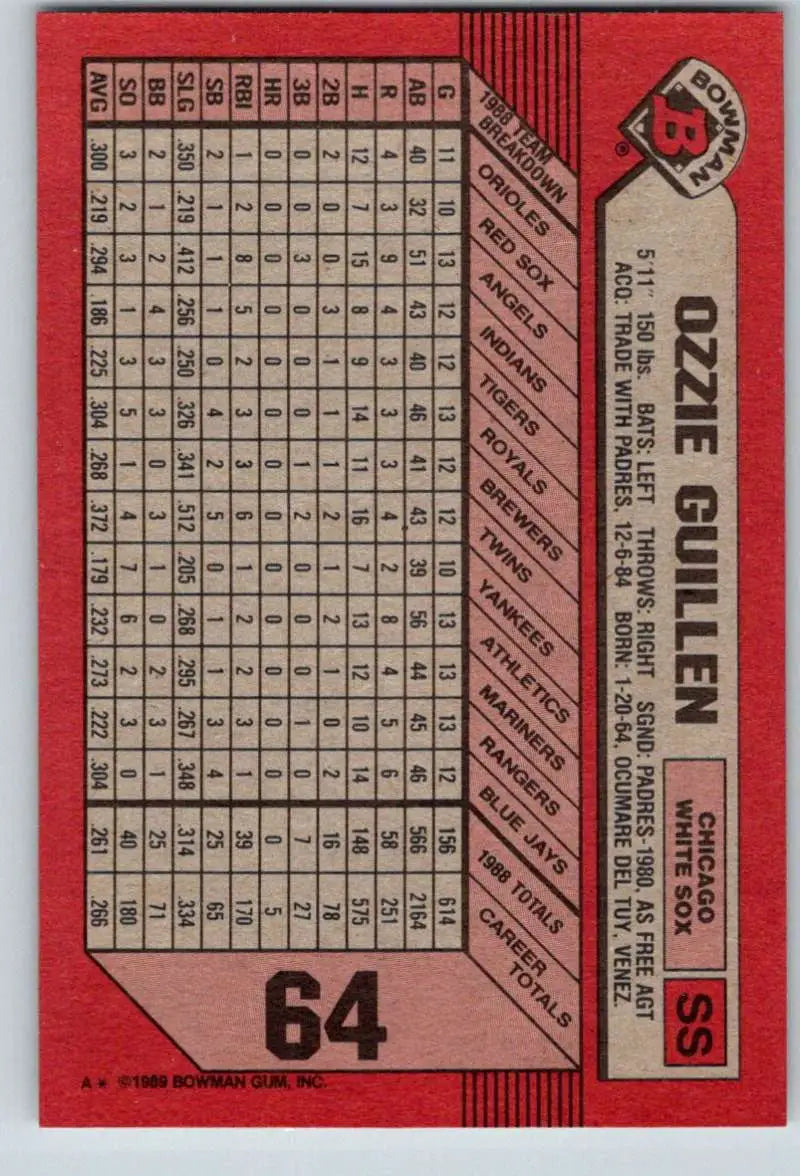 BOWMAN
B
®
OZZIE GUILLEN
CHICAGO
WHITE SOX
SS
5'11" 150 lbs. BATS: LEFT THROWS: RIGHT SGND: PADRES-1980, AS FREE AGT
ACQ: TRADE WITH PADRES, 12-6-84 BORN: 1-20-64, OCUMARE DEL TUY, VENEZ.
1988 TEAM
BREAKDOWN
ORIOLES
RED SOX
ANGELS
INDIANS
TIGERS
ROYALS
BREWERS
TWINS
YANKEES
ATHLETICS
MARINERS
RANGERS
BLUE JAYS
1988 TOTALS
CAREER
TOTALS
G 11 10 13 12 12 13 12 12 10 13 13 13 12 156 614
AB 40 32 51 43 40 46 41 43 39 56 44 45 46 566 2164
R 4 3 9 4 3 3 3 4 2 8 4 5 6 58 251
H 12 7 15 8 9 14 11 16 7 13 12 10 14 148 575
2B 2 0 0 3 1 1 1 2 1 2 1 0 2 16 78
3B 0 0 3 0 0 0 1 2 0 0 0 1 0 7 27
HR 0 0 0 0 0 0 0 0 0 0 0 0 0 0 5
RBI 1 2 8 5 2 3 3 6 1 2 2 3 1 39 170
SB 2 1 1 1 0 4 2 5 0 1 1 3 4 25 65
SLG .350 .219 .412 .256 .250 .326 .341 .512 .205 .268 .295 .267 .348 .314 .334
BB 2 1 2 4 3 3 0 3 1 0 2 3 1 25 71
SO 3 2 3 1 3 5 1 4 7 6 2 3 0 40 180
AVG .300 .219 .294 .186 .225 .304 .268 .372 .179 .232 .273 .222 .304 .261 .266
64
A * ©1989 BOWMAN GUM, INC.